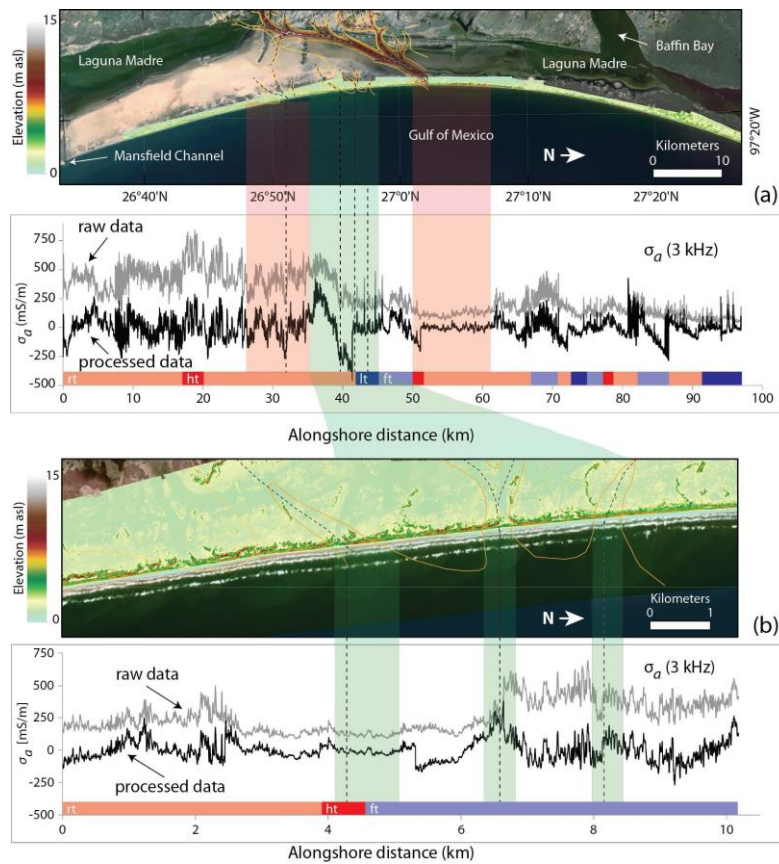 15
Elevation (m asl)
0
Laguna Madre
Laguna Madre
Baffin Bay
Gulf of Mexico
Mansfield Channel
N
Kilometers
0 10
97°20'W
26°40'N 26°50'N 27°0'N 27°10'N 27°20'N
(a)
750
500
250
0
-250
-500
σa (mS/m)
raw data
processed data
σa (3 kHz)
rt ht lt ft
0 10 20 30 40 50 60 70 80 90 100
Alongshore distance (km)
15
Elevation (m asl)
0
Kilometers
0 1
N
(b)
750
500
250
0
-250
-500
σa [mS/m]
raw data
processed data
σa (3 kHz)
rt ht ft
0 2 4 6 8 10
Alongshore distance (km)